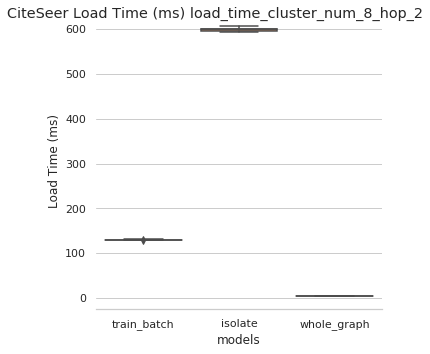 CiteSeer Load Time (ms) load_time_cluster_num_8_hop_2
600
500
400
300
200
100
0
Load Time (ms)
train_batch
isolate
whole_graph
models